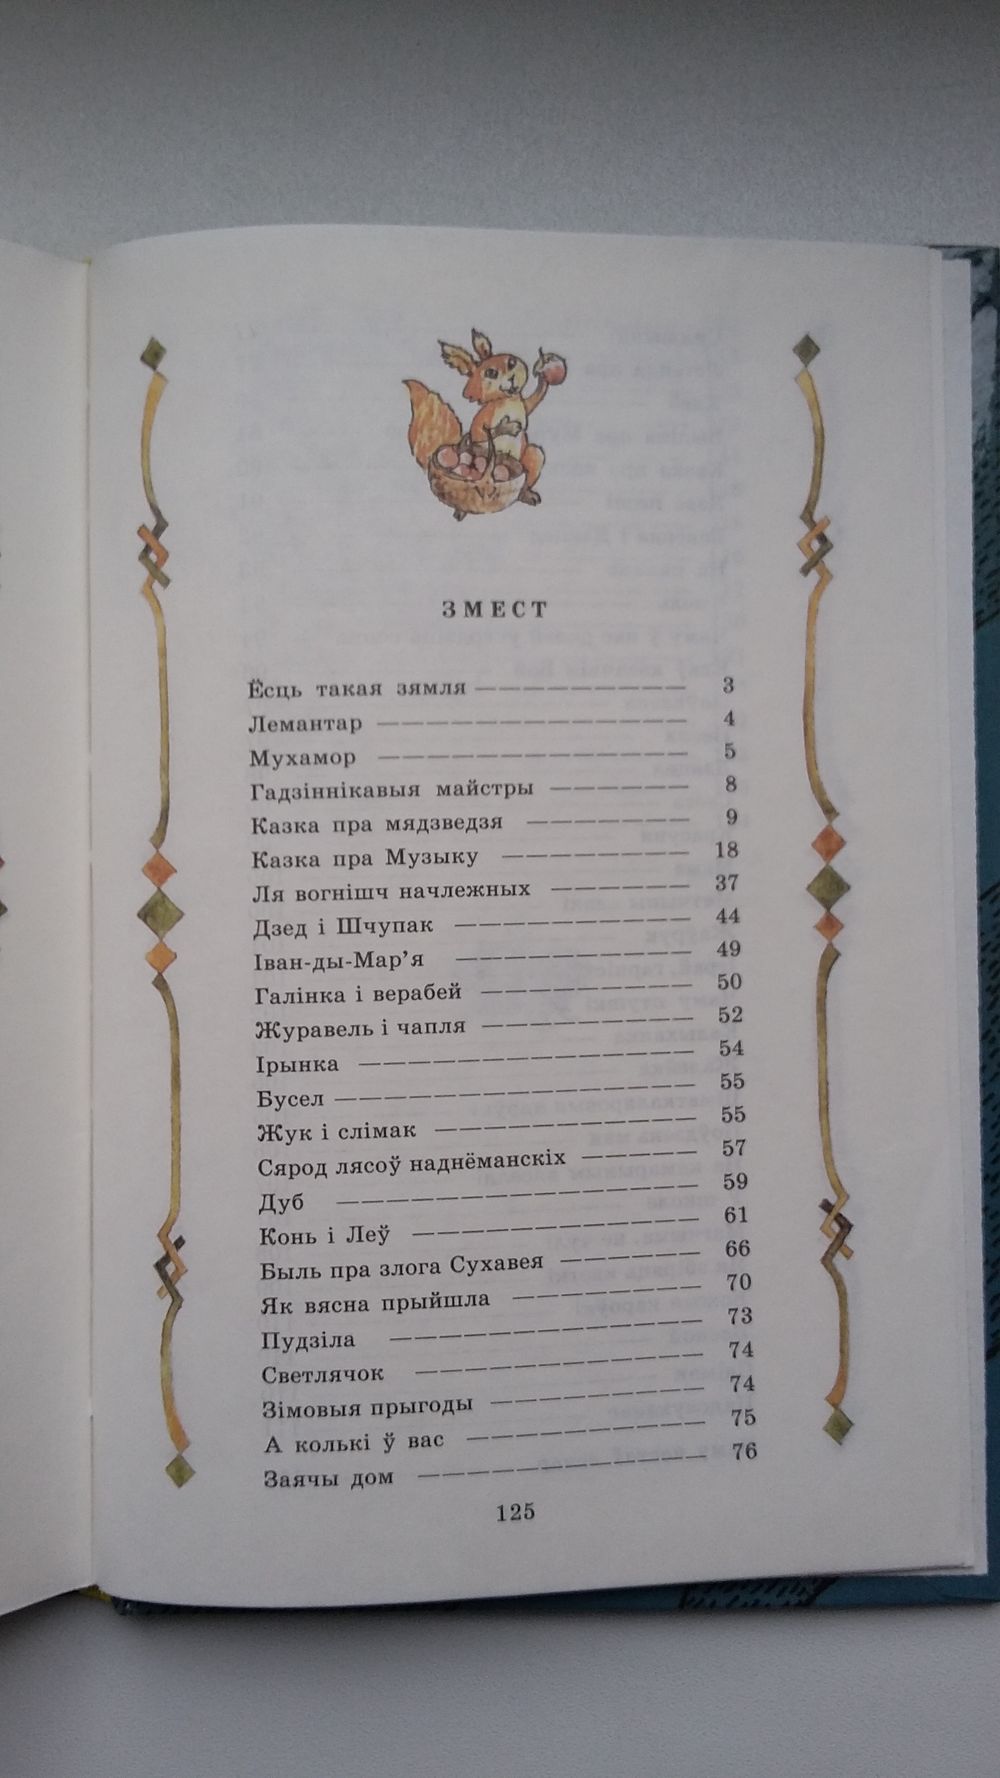 ЗМЕСТ
Ёсць такая зямля — — — — — — — — — — 3
Лемантар — — — — — — — — — — — — — — — 4
Мухамор — — — — — — — — — — — — — — — 5
Гадзіннікавыя майстры — — — — — — — 8
Казка пра мядзведзя — — — — — — — — 9
Казка пра Музыку — — — — — — — — — 18
Ля вогнішч начлежных — — — — — — — 37
Дзед і Шчупак — — — — — — — — — — — 44
Іван-ды-Мар’я — — — — — — — — — — — 49
Галінка і верабей — — — — — — — — — — 50
Журавель і чапля — — — — — — — — — — 52
Ірынка — — — — — — — — — — — — — — — — 54
Бусел — — — — — — — — — — — — — — — — — 55
Жук і слімак — — — — — — — — — — — — 55
Сярод лясоў наднёманскіх — — — — — — 57
Дуб — — — — — — — — — — — — — — — — — 59
Конь і Леў — — — — — — — — — — — — — — 61
Быль пра злога Сухавея — — — — — — — 66
Як вясна прыйшла — — — — — — — — — 70
Пудзіла — — — — — — — — — — — — — — — 73
Светлячок — — — — — — — — — — — — — — 74
Зімовыя прыгоды — — — — — — — — — — 74
А колькі ў вас — — — — — — — — — — — 75
Заячы дом — — — — — — — — — — — — — — 76
125